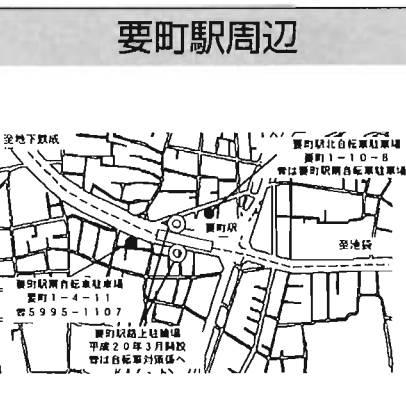 要町駅周辺
至地下鉄成
要町駅北自転車駐車場
要町1-10-8
☎は要町駅南自転車駐車場
要町駅
至池袋
要町駅南自転車駐車場
要町1-4-11
☎5995-1107
要町駅路上駐輪場
平成20年3月開設
☎は自転車対策係へ